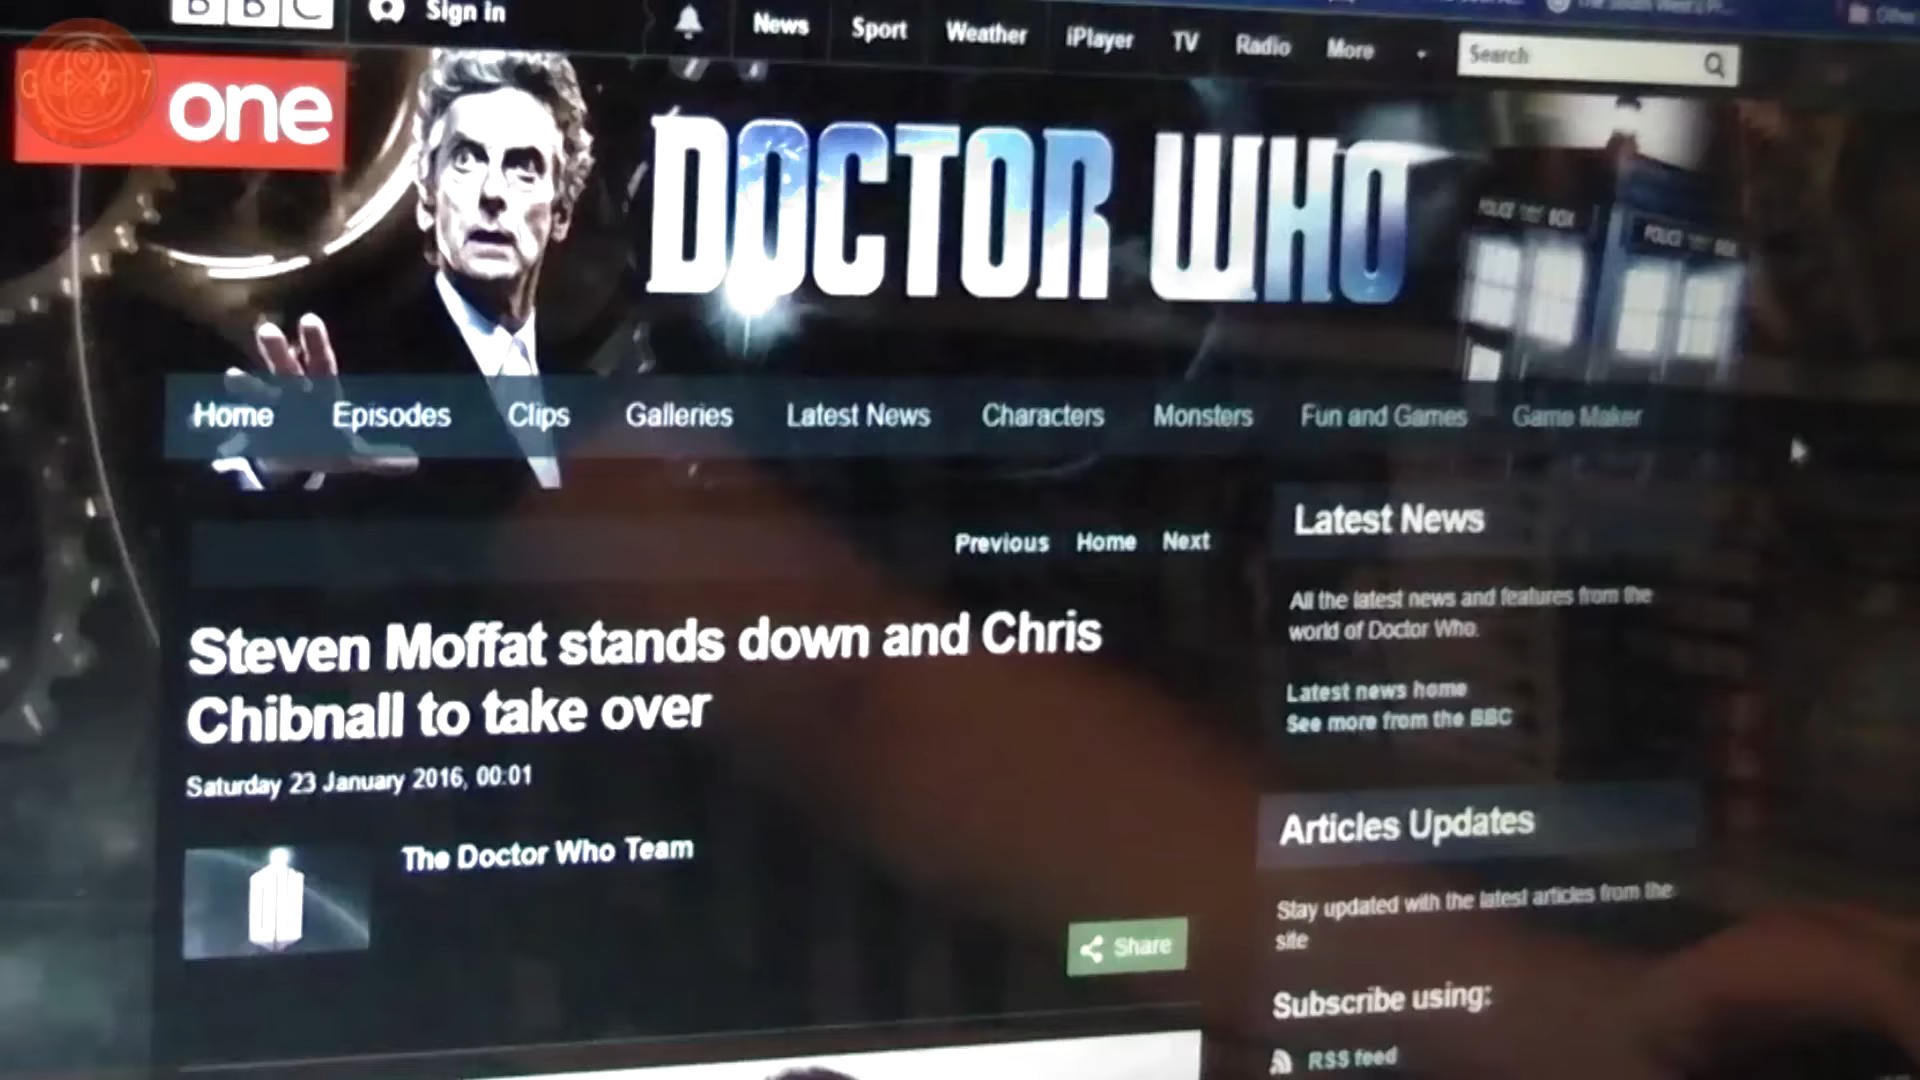 BBC
Sign in
News
Sport
Weather
iPlayer
TV
Radio
More
Search
one
DOCTOR WHO
POLICE BOX
POLICE BOX
Home
Episodes
Clips
Galleries
Latest News
Characters
Monsters
Fun and Games
Game Maker
Previous
Home
Next
Steven Moffat stands down and Chris
Chibnall to take over
Saturday 23 January 2016, 00:01
The Doctor Who Team
Share
Latest News
All the latest news and features from the
world of Doctor Who.
Latest news home
See more from the BBC
Articles Updates
Stay updated with the latest articles from the
site
Subscribe using:
RSS feed